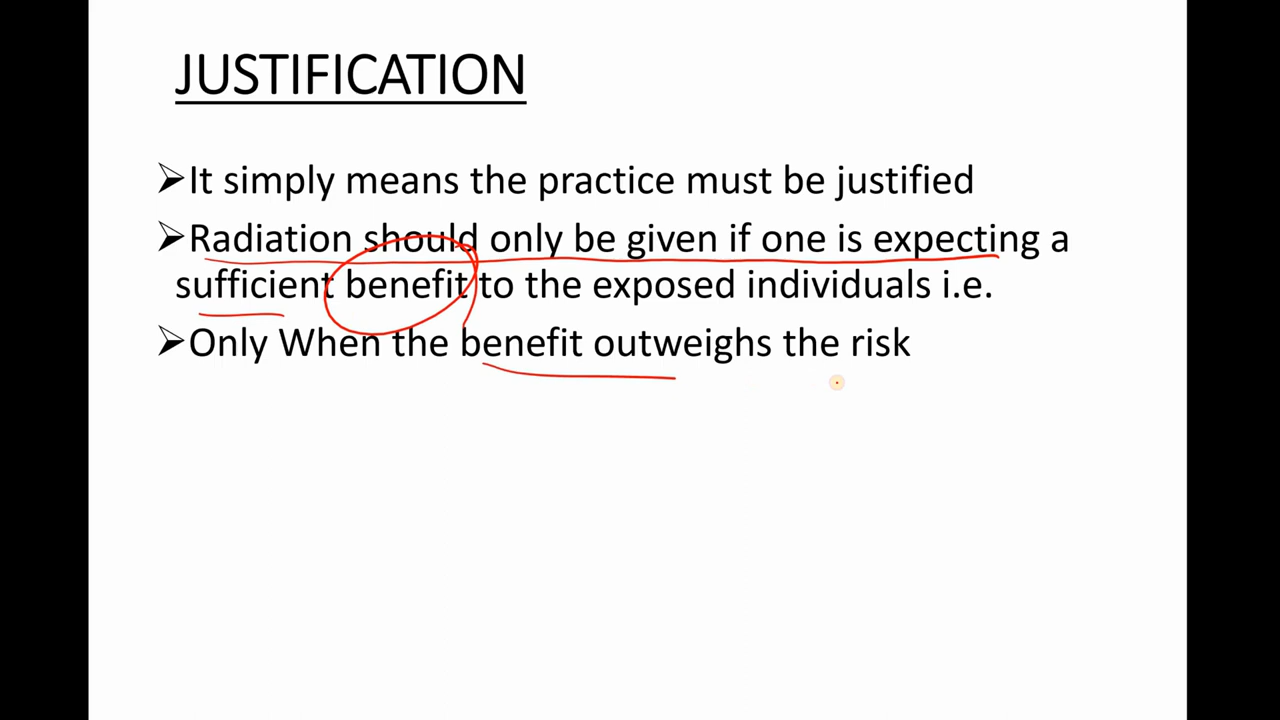 JUSTIFICATION
➢It simply means the practice must be justified
➢Radiation should only be given if one is expecting a
sufficient benefit to the exposed individuals i.e.
➢Only When the benefit outweighs the risk